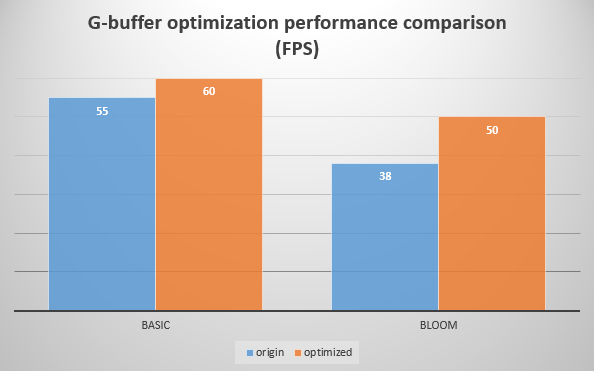 G-buffer optimization performance comparison
(FPS)
55
60
38
50
BASIC
BLOOM
origin
optimized